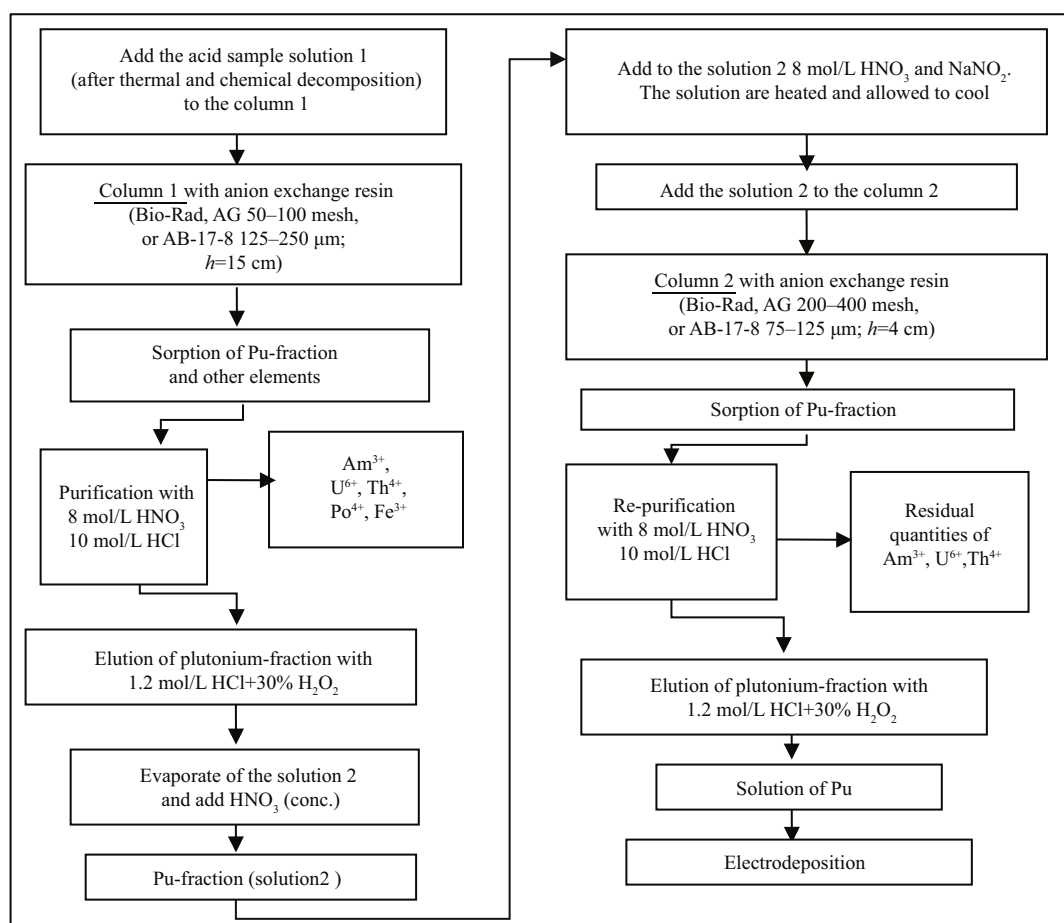 Add the acid sample solution 1
(after thermal and chemical decomposition)
to the column 1
Column 1 with anion exchange resin
(Bio-Rad, AG 50–100 mesh,
or AB-17-8 125–250 μm;
h=15 cm)
Sorption of Pu-fraction
and other elements
Purification with
8 mol/L HNO₃
10 mol/L HCl
Am³⁺,
U⁶⁺, Th⁴⁺,
Po⁴⁺, Fe³⁺
Elution of plutonium-fraction with
1.2 mol/L HCl+30% H₂O₂
Evaporate of the solution 2
and add HNO₃ (conc.)
Pu-fraction (solution2 )
Add to the solution 2 8 mol/L HNO₃ and NaNO₂.
The solution are heated and allowed to cool
Add the solution 2 to the column 2
Column 2 with anion exchange resin
(Bio-Rad, AG 200–400 mesh,
or AB-17-8 75–125 μm; h=4 cm)
Sorption of Pu-fraction
Re-purification
with 8 mol/L HNO₃
10 mol/L HCl
Residual
quantities of
Am³⁺, U⁶⁺,Th⁴⁺
Elution of plutonium-fraction with
1.2 mol/L HCl+30% H₂O₂
Solution of Pu
Electrodeposition